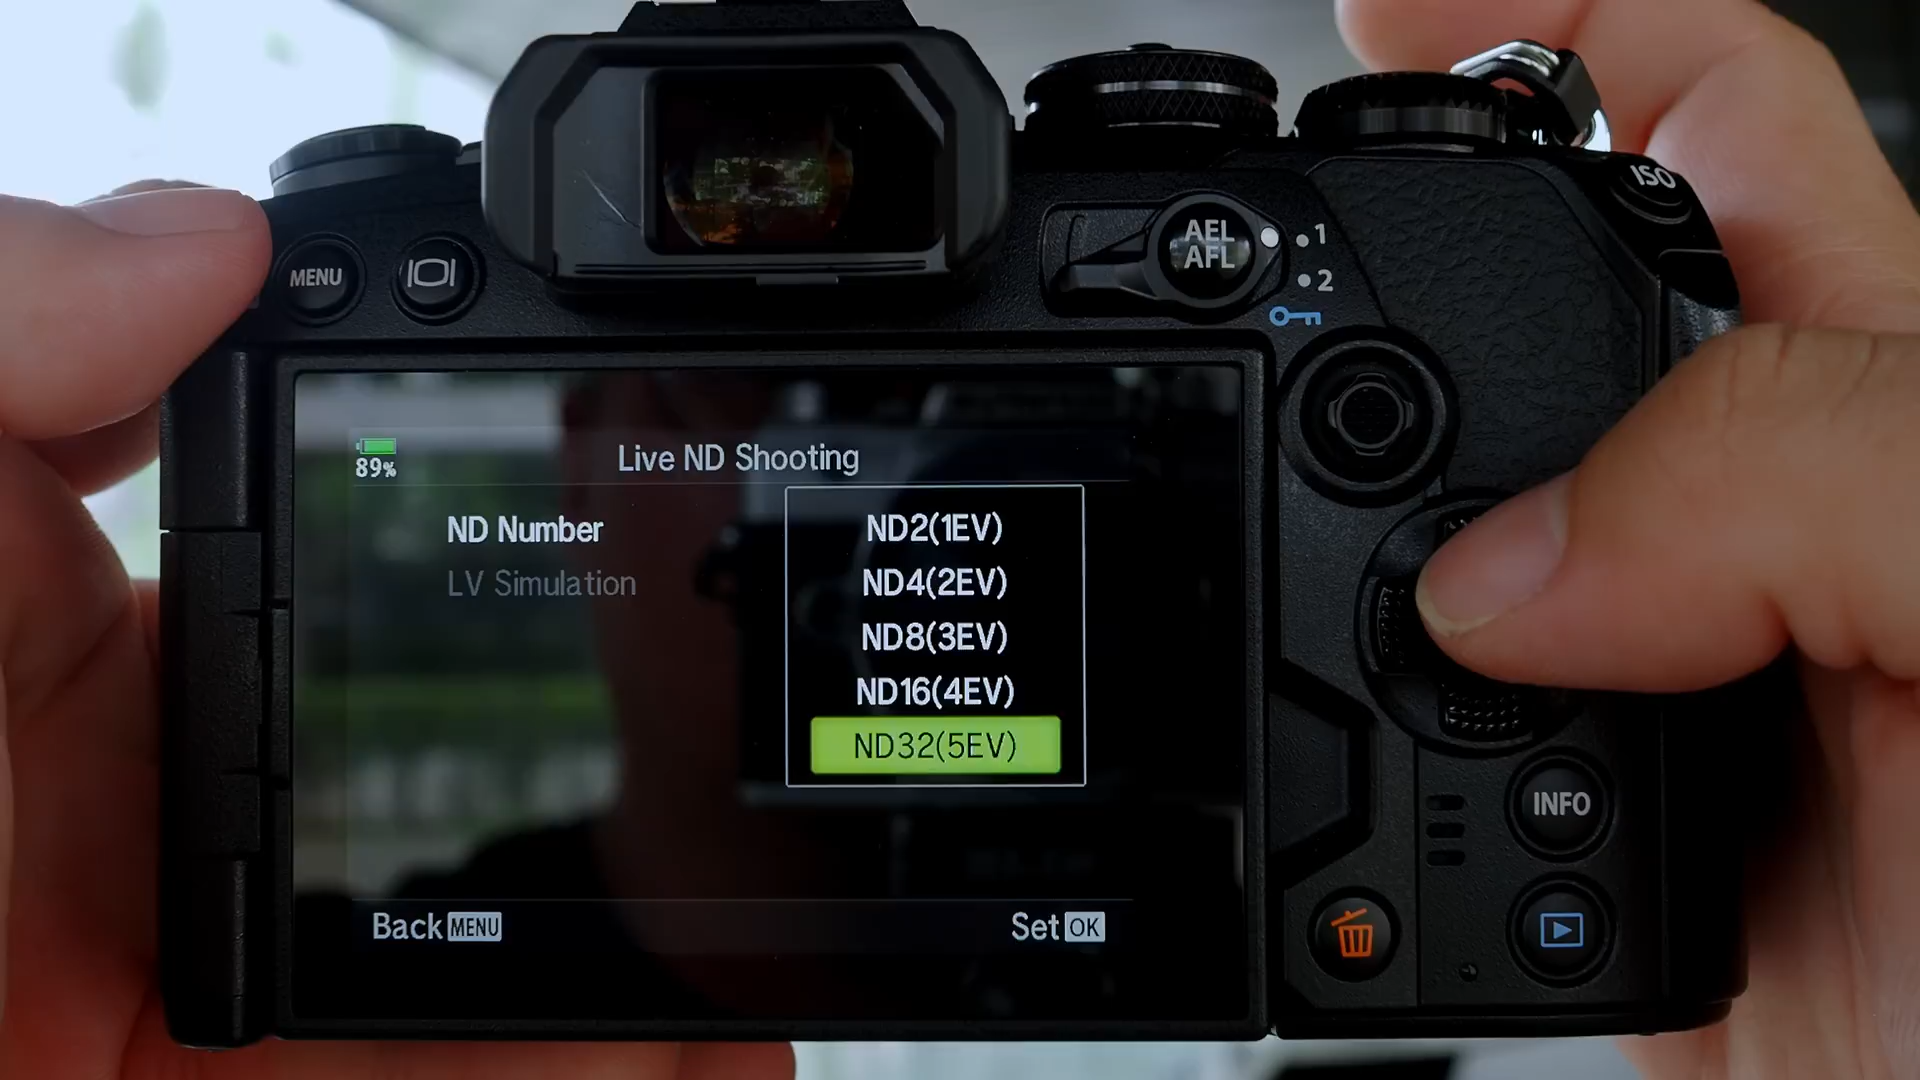 ISO
AEL
AFL
1
2
MENU
89%
Live ND Shooting
ND Number
LV Simulation
ND2(1EV)
ND4(2EV)
ND8(3EV)
ND16(4EV)
ND32(5EV)
Back MENU
Set OK
INFO